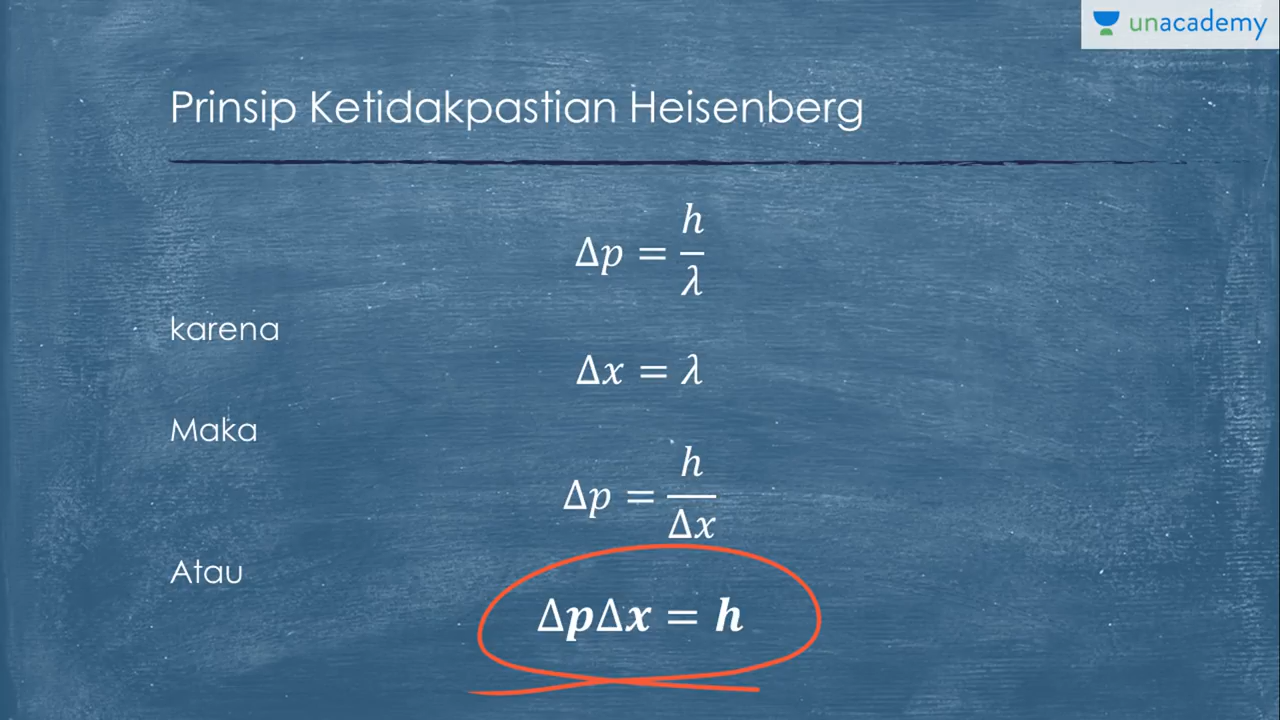 unacademy
Prinsip Ketidakpastian Heisenberg
Δp = h/λ
karena
Δx = λ
Maka
Δp = h/Δx
Atau
ΔpΔx = h